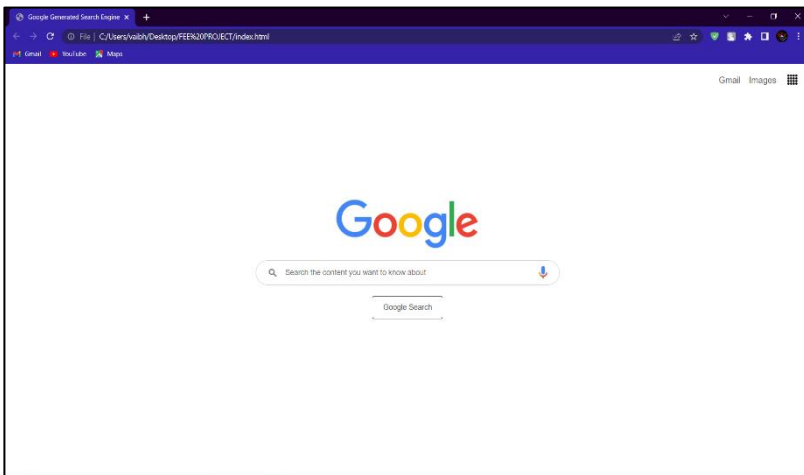 Google Generated Search Engine
File | C:/Users/vaibh/Desktop/FEE%20PROJECT/index.html
Gmail YouTube Maps
Gmail Images
Google
Search the content you want to know about
Google Search